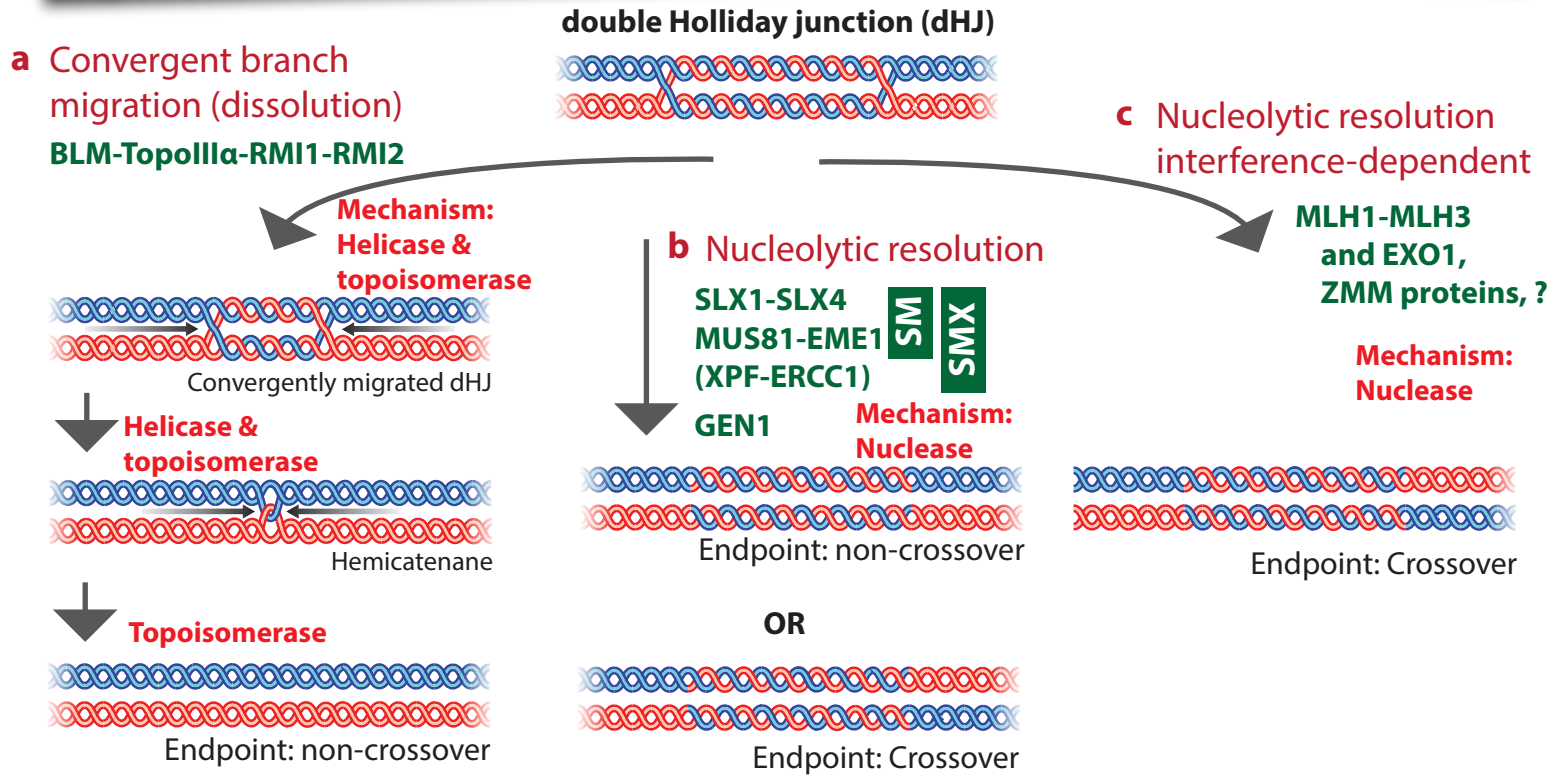 double Holliday junction (dHJ)
a Convergent branch
migration (dissolution)
BLM-TopoIIIα-RMI1-RMI2
Mechanism:
Helicase &
topoisomerase
Convergently migrated dHJ
Helicase &
topoisomerase
Hemicatenane
Topoisomerase
Endpoint: non-crossover
b Nucleolytic resolution
SLX1-SLX4
MUS81-EME1
(XPF-ERCC1)
SM
SMX
GEN1
Mechanism:
Nuclease
Endpoint: non-crossover
OR
Endpoint: Crossover
c Nucleolytic resolution
interference-dependent
MLH1-MLH3
and EXO1,
ZMM proteins, ?
Mechanism:
Nuclease
Endpoint: Crossover